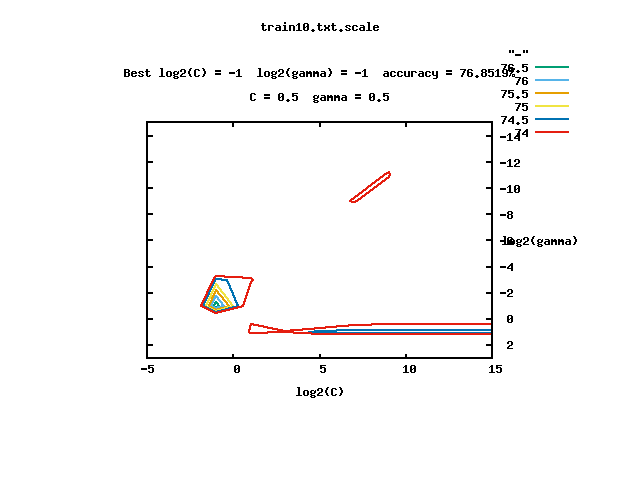 train10.txt.scale
"-"
Best log2(C) = -1 log2(gamma) = -1 accuracy = 76.8519%
76.5
76
75.5
75
74.5
74
C = 0.5 gamma = 0.5
-14
-12
-10
-8
-6
log2(gamma)
-4
-2
0
2
-5 0 5 10 15
log2(C)